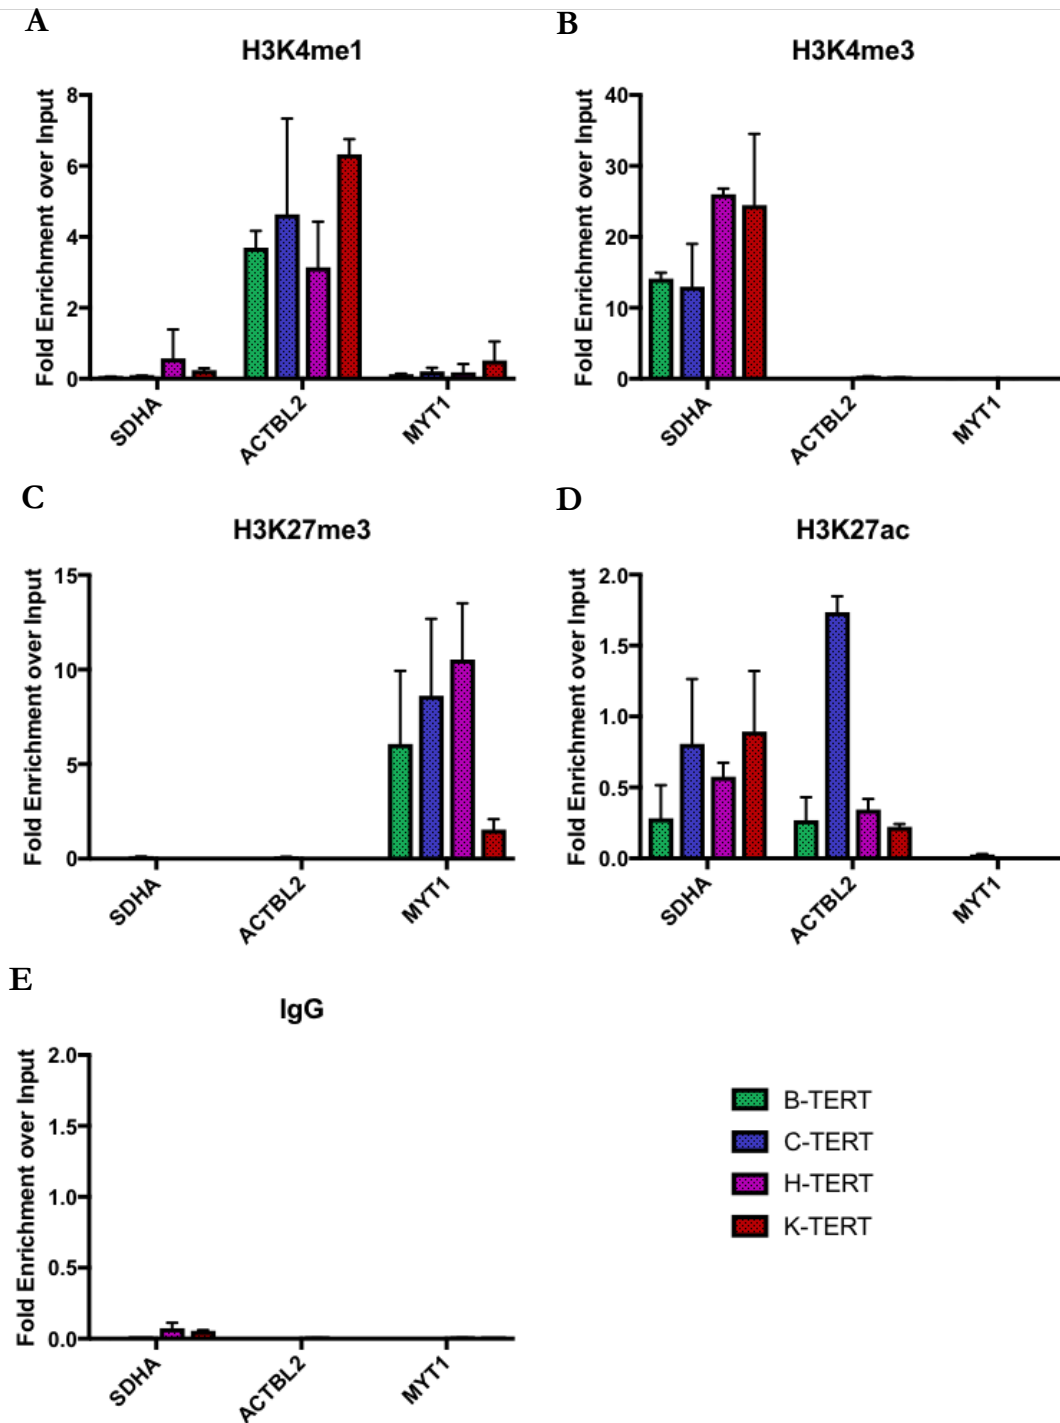 A
H3K4me1
Fold Enrichment over Input
8
6
4
2
0
SDHA
ACTBL2
MYT1
B
H3K4me3
Fold Enrichment over Input
40
30
20
10
0
SDHA
ACTBL2
MYT1
C
H3K27me3
Fold Enrichment over Input
15
10
5
0
SDHA
ACTBL2
MYT1
D
H3K27ac
Fold Enrichment over Input
2.0
1.5
1.0
0.5
0.0
SDHA
ACTBL2
MYT1
E
IgG
Fold Enrichment over Input
2.0
1.5
1.0
0.5
0.0
SDHA
ACTBL2
MYT1
B-TERT
C-TERT
H-TERT
K-TERT